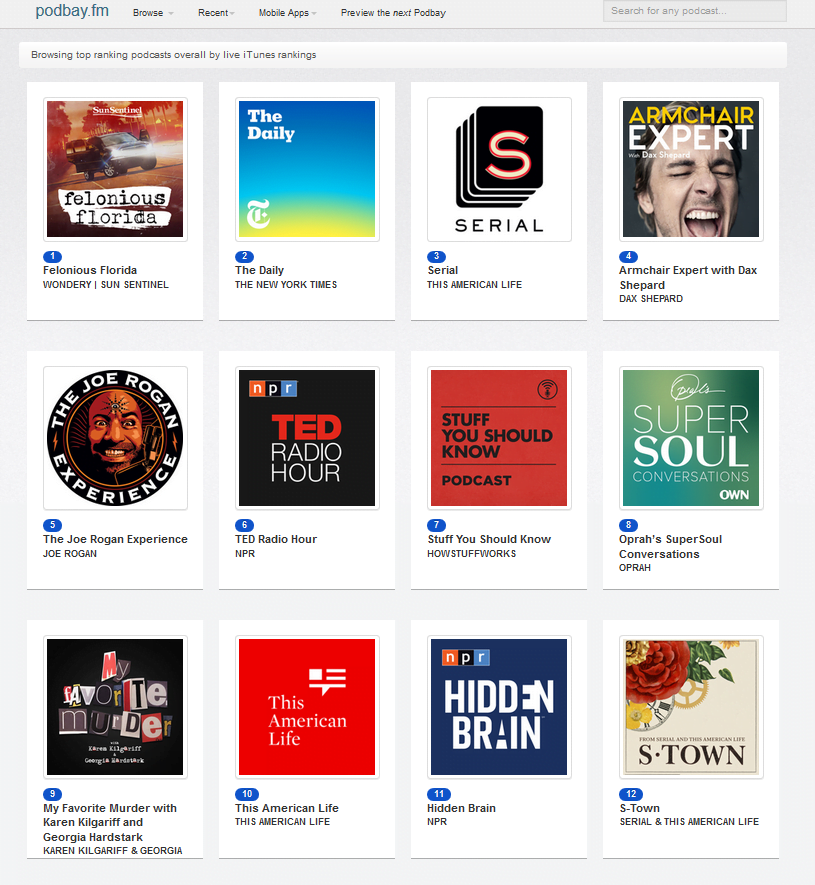 podbay.fm
Browse
Recent
Mobile Apps
Preview the next Podbay
Search for any podcast...
Browsing top ranking podcasts overall by live iTunes rankings
SunSentinel
felonious
florida
1
Felonious Florida
WONDERY | SUN SENTINEL
The
Daily
T
2
The Daily
THE NEW YORK TIMES
S
SERIAL
3
Serial
THIS AMERICAN LIFE
ARMCHAIR
EXPERT
With Dax Shepard
4
Armchair Expert with Dax
Shepard
DAX SHEPARD
THE JOE ROGAN
EXPERIENCE
5
The Joe Rogan Experience
JOE ROGAN
npr
TED
RADIO
HOUR
6
TED Radio Hour
NPR
STUFF
YOU SHOULD
KNOW
PODCAST
7
Stuff You Should Know
HOWSTUFFWORKS
Oprah's
SUPER
SOUL
CONVERSATIONS
OWN
8
Oprah's SuperSoul
Conversations
OPRAH
My
fAVoriTe
muRDer
WITH
Karen Kilgariff
&
Georgia Hardstark
9
My Favorite Murder with
Karen Kilgariff and
Georgia Hardstark
KAREN KILGARIFF & GEORGIA
This
American
Life
10
This American Life
THIS AMERICAN LIFE
npr
HIDDEN
BRAIN
11
Hidden Brain
NPR
FROM SERIAL AND THIS AMERICAN LIFE
S-TOWN
12
S-Town
SERIAL & THIS AMERICAN LIFE